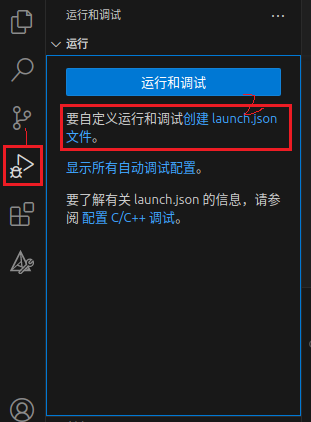 运行和调试
运行
运行和调试
要自定义运行和调试创建 launch.json
文件。
显示所有自动调试配置。
要了解有关 launch.json 的信息，请参
阅 配置 C/C++ 调试。